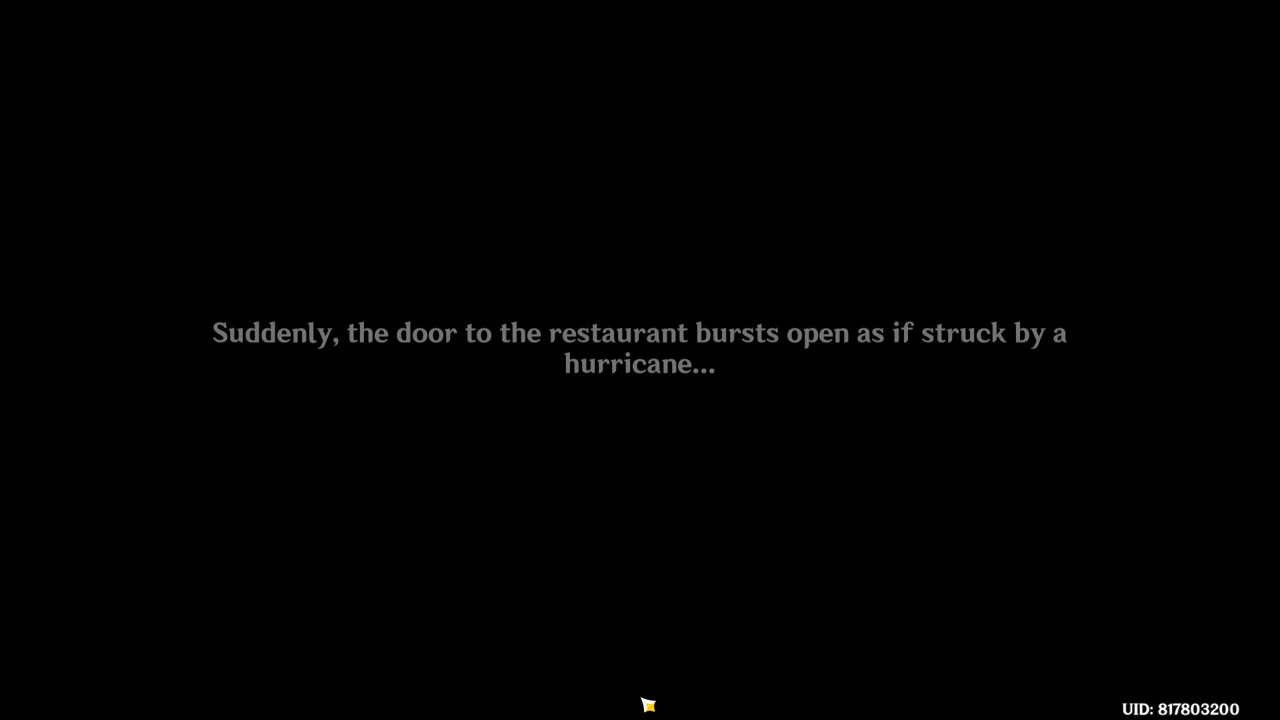 Suddenly, the door to the restaurant bursts open as if struck by a
hurricane...
UID: 817803200